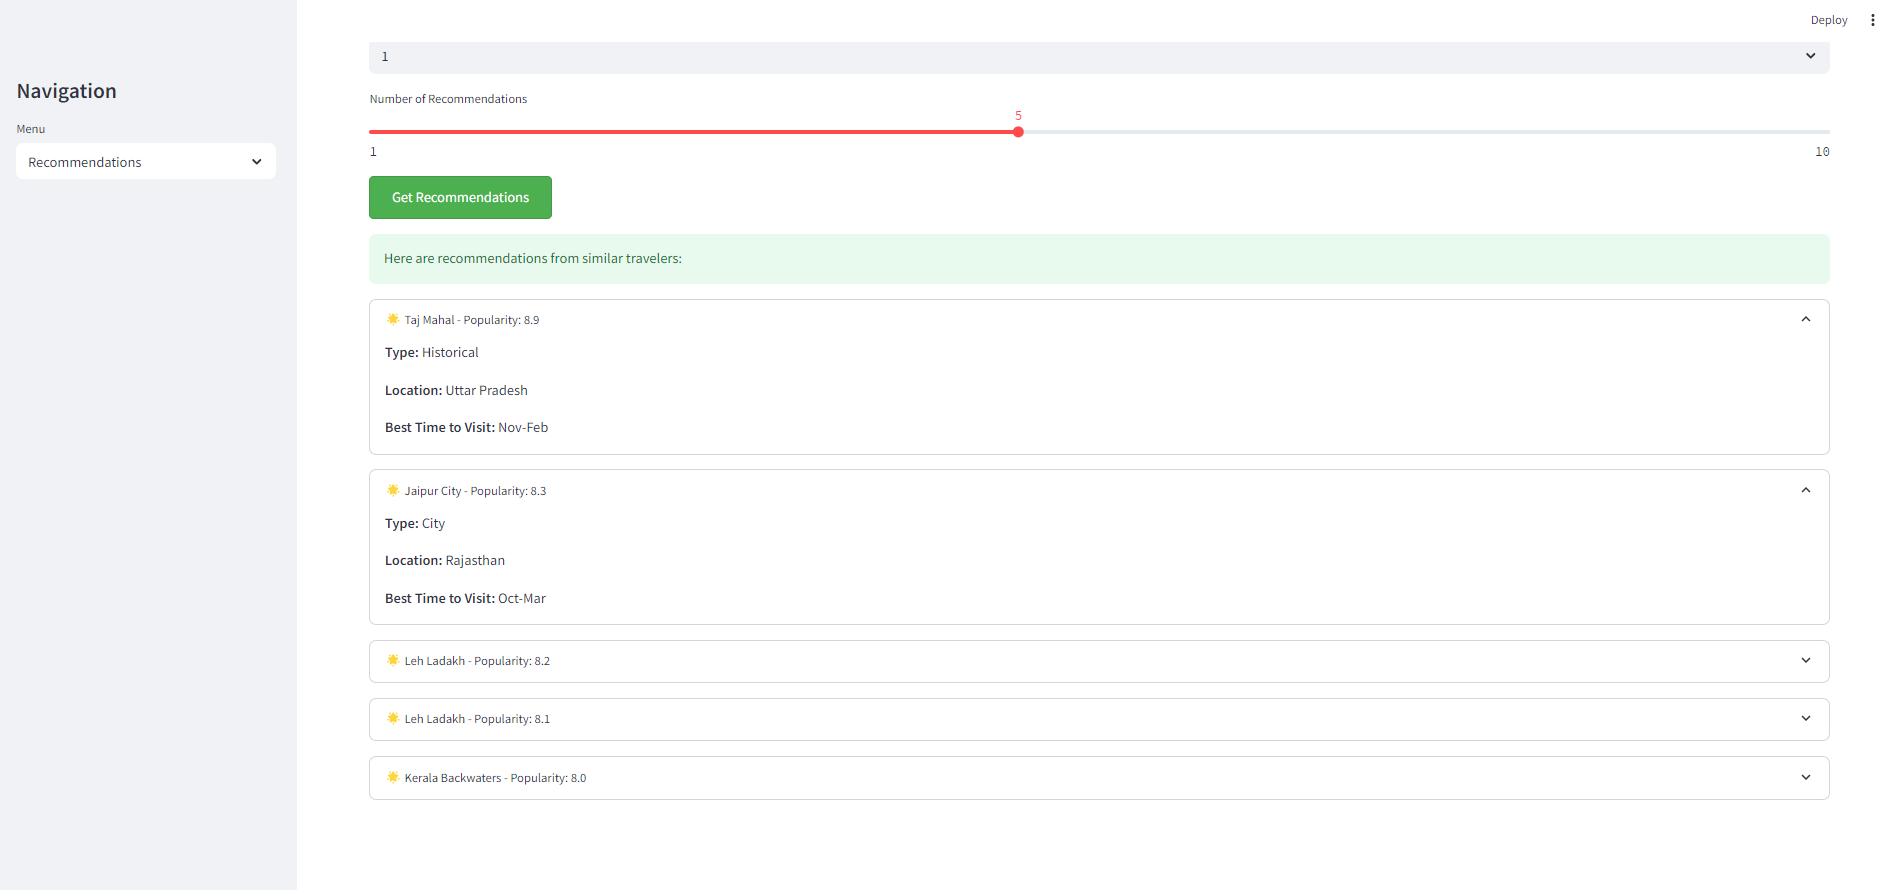 Deploy
Navigation
Menu
Recommendations
1
Number of Recommendations
5
1
10
Get Recommendations
Here are recommendations from similar travelers:
Taj Mahal - Popularity: 8.9
Type: Historical
Location: Uttar Pradesh
Best Time to Visit: Nov-Feb
Jaipur City - Popularity: 8.3
Type: City
Location: Rajasthan
Best Time to Visit: Oct-Mar
Leh Ladakh - Popularity: 8.2
Leh Ladakh - Popularity: 8.1
Kerala Backwaters - Popularity: 8.0